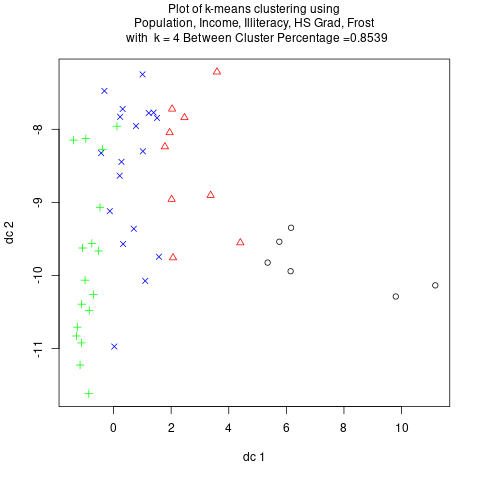 Plot of k-means clustering using
Population, Income, Illiteracy, HS Grad, Frost
with k = 4 Between Cluster Percentage =0.8539
-8
-9
-10
-11
dc 2
0 2 4 6 8 10
dc 1